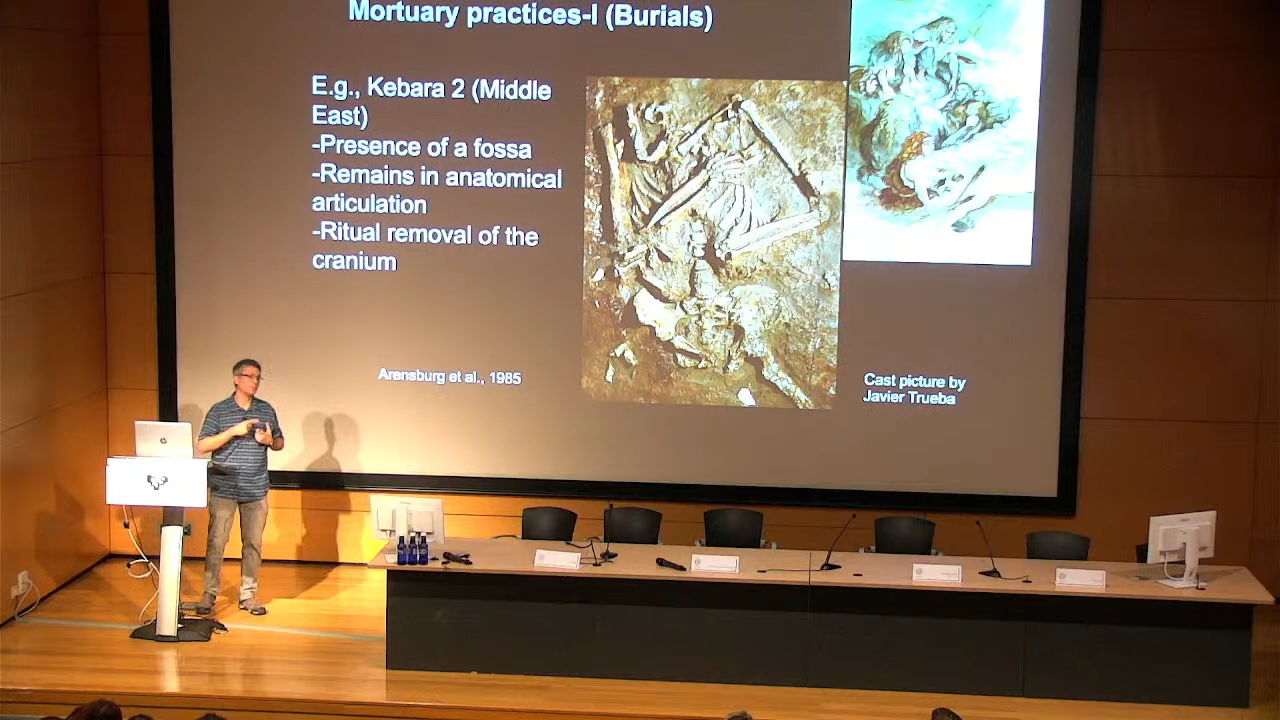 Mortuary practices-I (Burials)
E.g., Kebara 2 (Middle
East)
-Presence of a fossa
-Remains in anatomical
articulation
-Ritual removal of the
cranium
Arensburg et al., 1985
Cast picture by
Javier Trueba